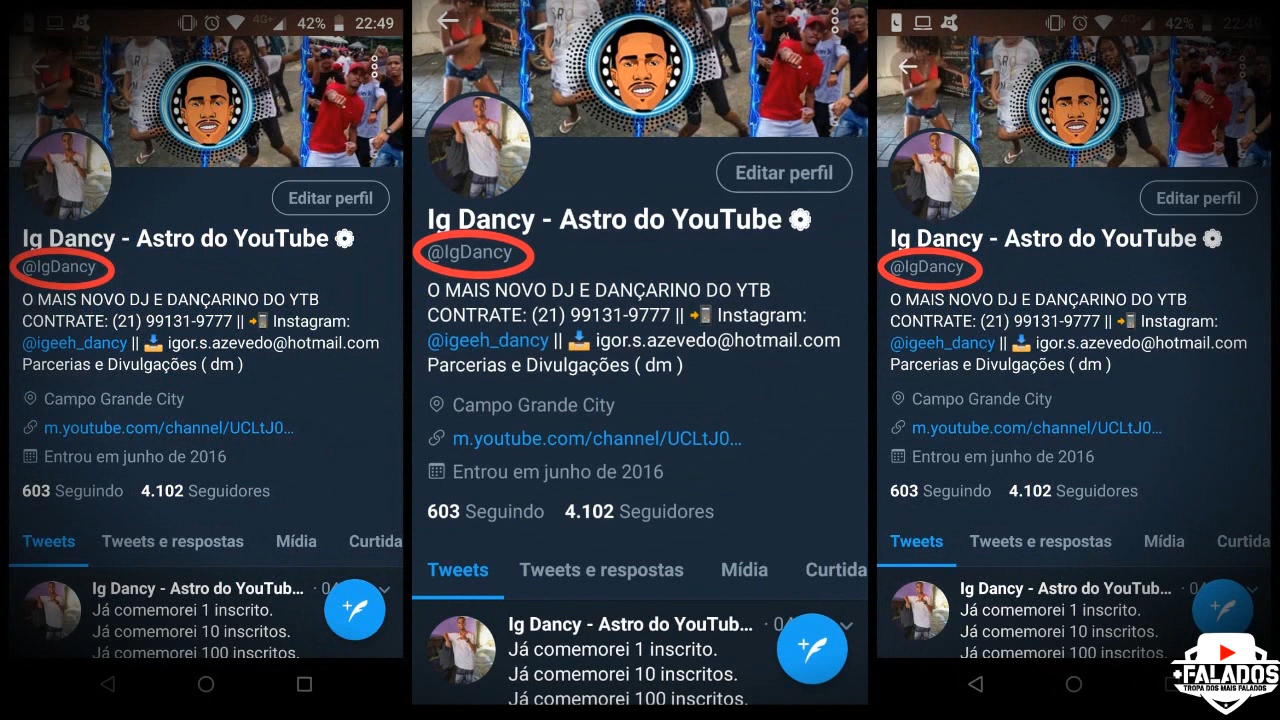 4G+ 42% 22:49
Editar perfil
Ig Dancy - Astro do YouTube
@IgDancy
O MAIS NOVO DJ E DANÇARINO DO YTB
CONTRATE: (21) 99131-9777 || Instagram:
@igeeh_dancy || igor.s.azevedo@hotmail.com
Parcerias e Divulgações ( dm )
Campo Grande City
m.youtube.com/channel/UCLtJ0...
Entrou em junho de 2016
603 Seguindo 4.102 Seguidores
Tweets Tweets e respostas Mídia Curtida
Ig Dancy - Astro do YouTub... · 04
Já comemorei 1 inscrito.
Já comemorei 10 inscritos.
Já comemorei 100 inscritos.
Editar perfil
Ig Dancy - Astro do YouTube
@IgDancy
O MAIS NOVO DJ E DANÇARINO DO YTB
CONTRATE: (21) 99131-9777 || Instagram:
@igeeh_dancy || igor.s.azevedo@hotmail.com
Parcerias e Divulgações ( dm )
Campo Grande City
m.youtube.com/channel/UCLtJ0...
Entrou em junho de 2016
603 Seguindo 4.102 Seguidores
Tweets Tweets e respostas Mídia Curtida
Ig Dancy - Astro do YouTub... · 04
Já comemorei 1 inscrito.
Já comemorei 10 inscritos.
Já comemorei 100 inscritos.
4G+ 42% 22:49
Editar perfil
Ig Dancy - Astro do YouTube
@IgDancy
O MAIS NOVO DJ E DANÇARINO DO YTB
CONTRATE: (21) 99131-9777 || Instagram:
@igeeh_dancy || igor.s.azevedo@hotmail.com
Parcerias e Divulgações ( dm )
Campo Grande City
m.youtube.com/channel/UCLtJ0...
Entrou em junho de 2016
603 Seguindo 4.102 Seguidores
Tweets Tweets e respostas Mídia Curtida
Ig Dancy - Astro do YouTub... · 04
Já comemorei 1 inscrito.
Já comemorei 10 inscritos.
Já comemorei 100 inscritos.
+FALADOS
TROPA DOS MAIS FALADOS